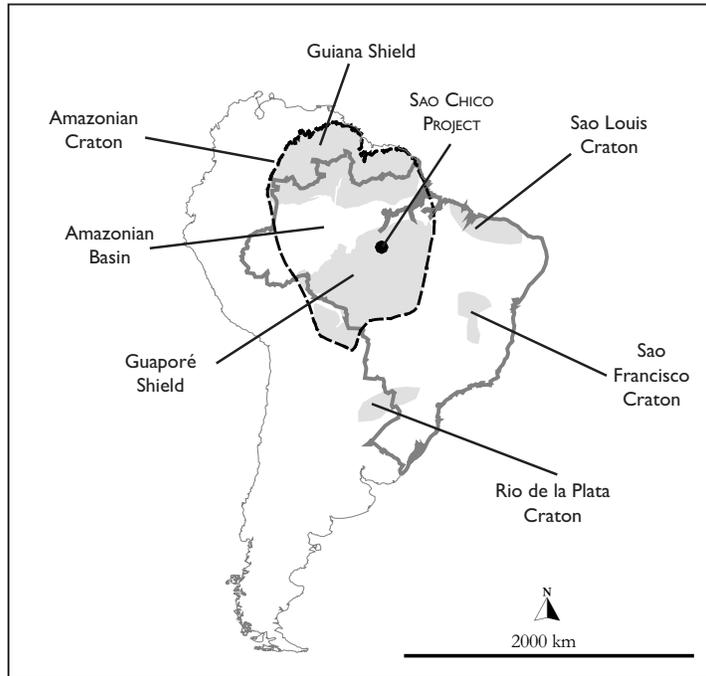 Guiana Shield
Amazonian
Craton
SAO CHICO
PROJECT
Sao Louis
Craton
Amazonian
Basin
Guaporé
Shield
Sao
Francisco
Craton
Rio de la Plata
Craton
N
2000 km